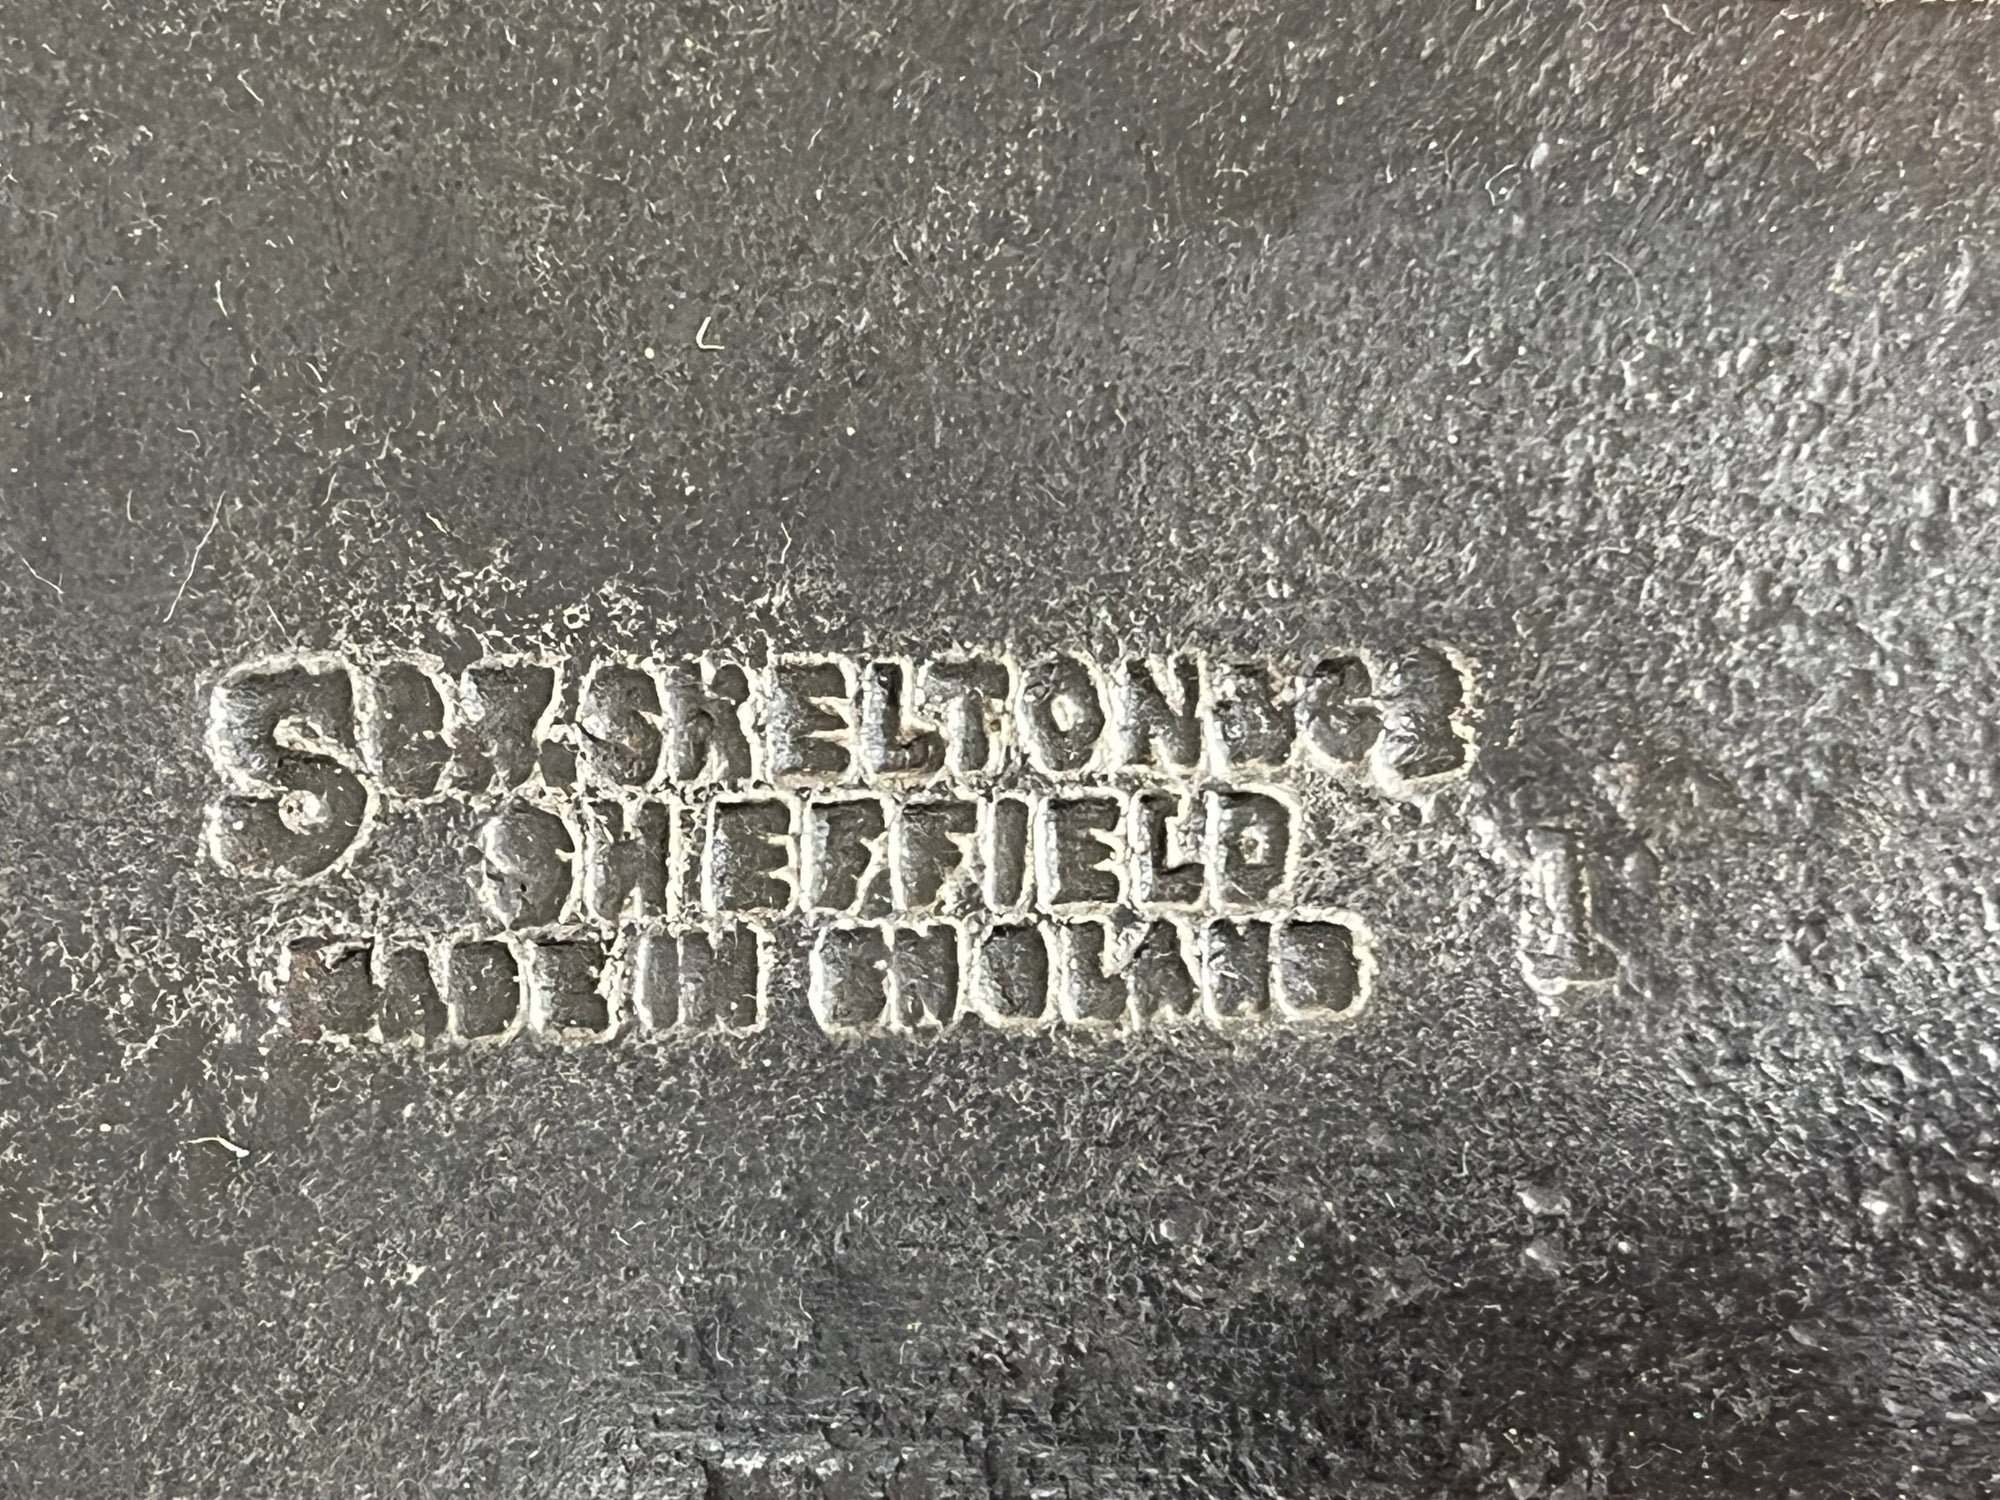 SKELTON & Cº
SHEFFIELD
MADE IN ENGLAND
1